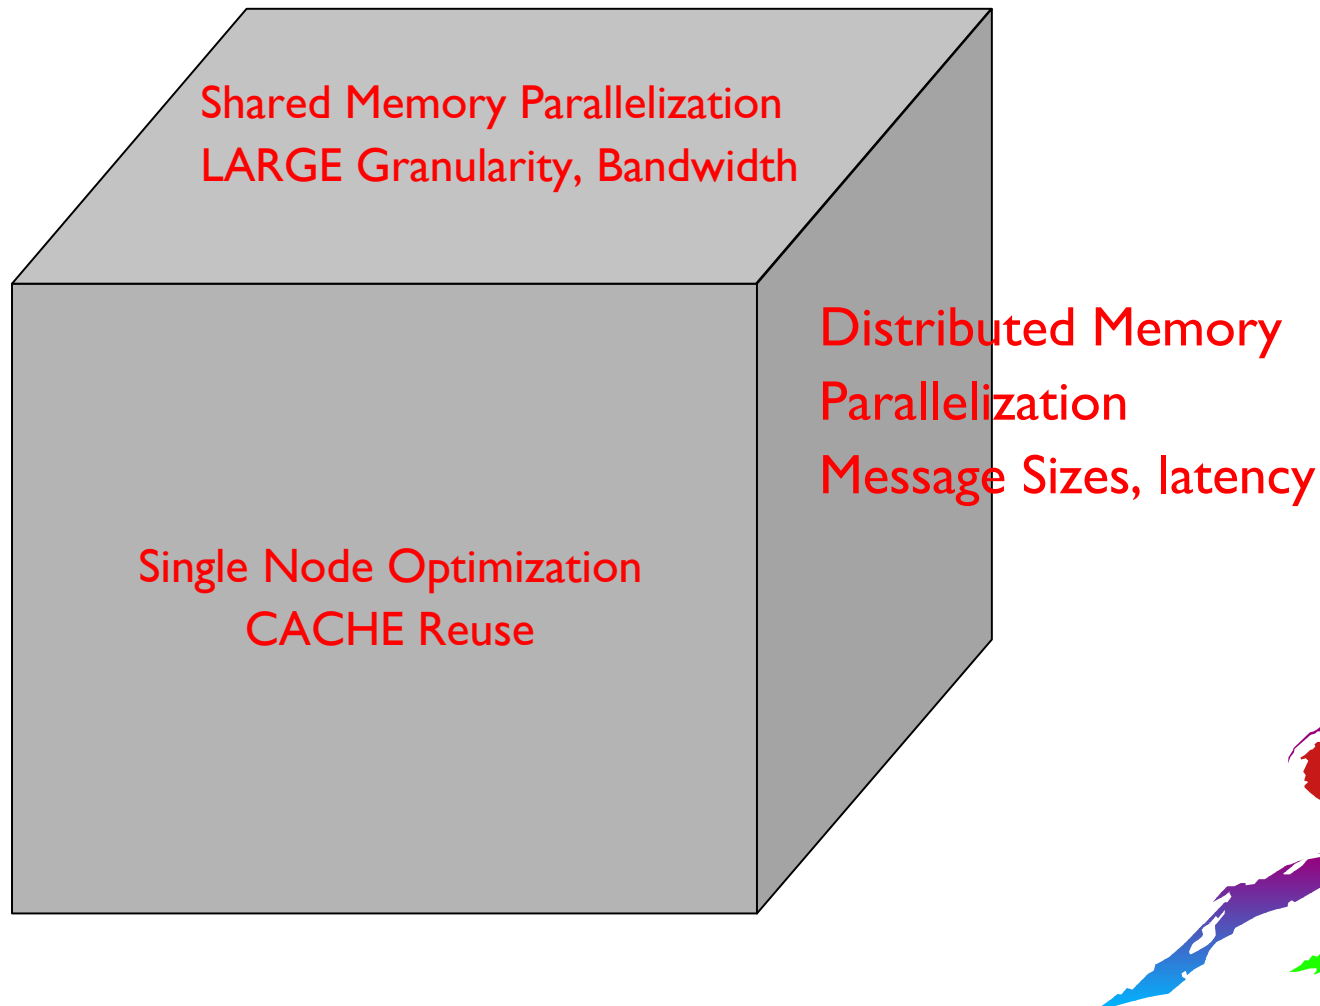 Shared Memory Parallelization
LARGE Granularity, Bandwidth
Distributed Memory
Parallelization
Message Sizes, latency
Single Node Optimization
CACHE Reuse